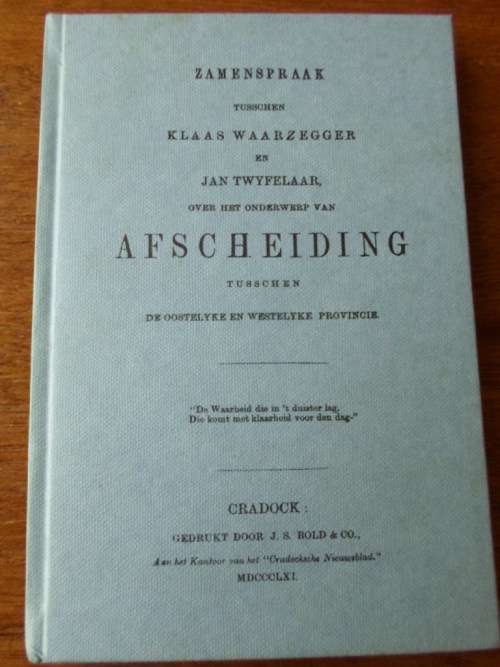 ZAMENSPRAAK
TUSSCHEN
KLAAS WAARZEGGER
EN
JAN TWYFELAAR,
OVER HET ONDERWERP VAN
AFSCHEIDING
TUSSCHEN
DE OOSTELYKE EN WESTELYKE PROVINCIE.
"De Waarheid die in 't duister lag,
Die komt met klaarheid voor den dag-"
CRADOCK:
GEDRUKT DOOR J. S. BOLD & CO.,
Aan het Kantoor van het "Cradocksche Nieuwsblad."
MDCCCLXI.